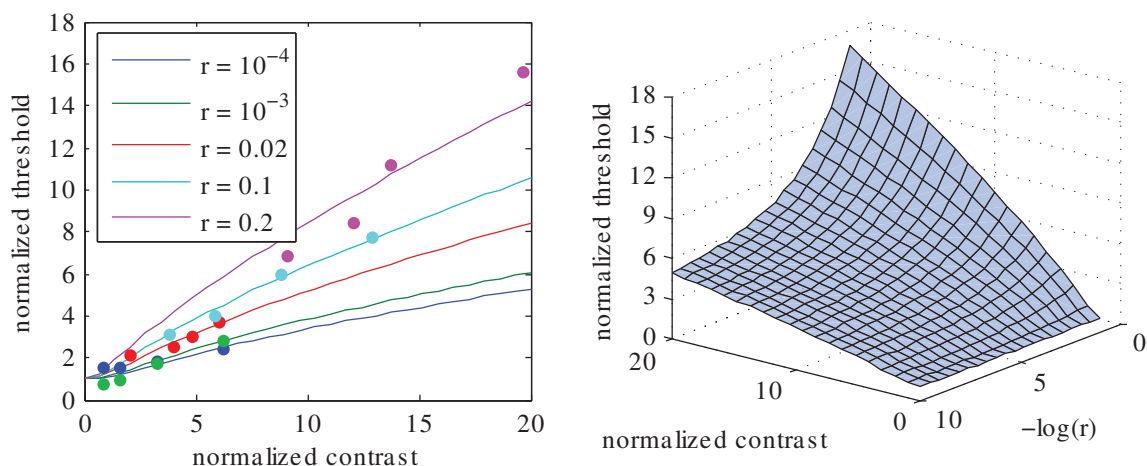 18
16
14
12
10
8
6
4
2
0
normalized threshold
r = 10⁻⁴
r = 10⁻³
r = 0.02
r = 0.1
r = 0.2
0 5 10 15 20
normalized contrast
18
15
12
9
6
3
0
normalized threshold
20 10 0
normalized contrast
10 5 0
−log(r)